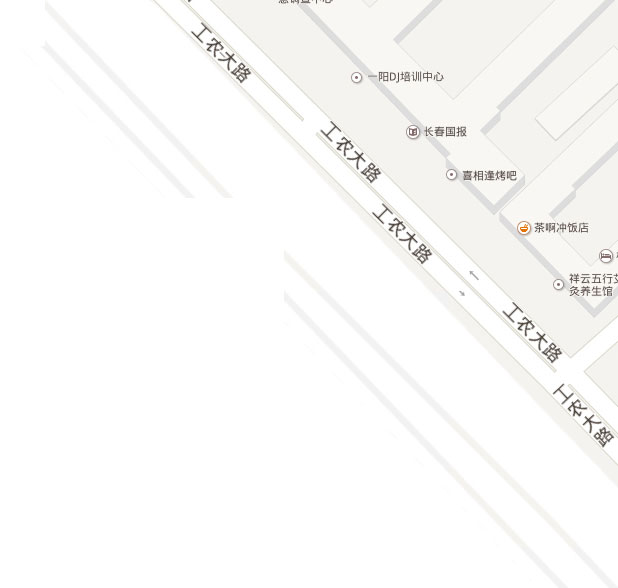 工农大路
一阳DJ培训中心
工农大路
长春国报
喜相逢烤吧
工农大路
茶啊冲饭店
祥云五行艾
灸养生馆
工农大路
工农大路